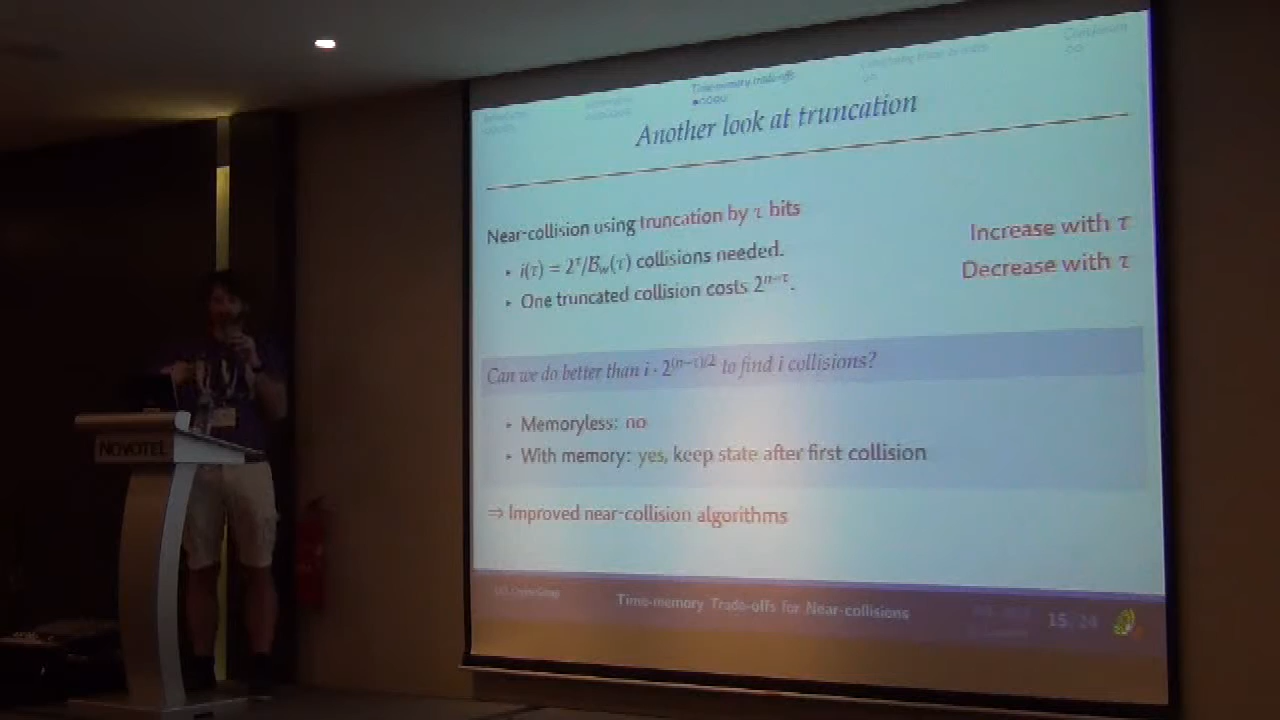 Time-memory trade-offs
Another look at truncation
Near-collision using truncation by τ bits
Increase with τ
‣ i(τ) = 2^τ/B_w(τ) collisions needed.
Decrease with τ
‣ One truncated collision costs 2^{n−τ}.
Can we do better than i · 2^{(n−τ)/2} to find i collisions?
‣ Memoryless: no
‣ With memory: yes, keep state after first collision
⇒ Improved near-collision algorithms
Time-memory Trade-offs for Near-collisions
15/24
NOVOTEL